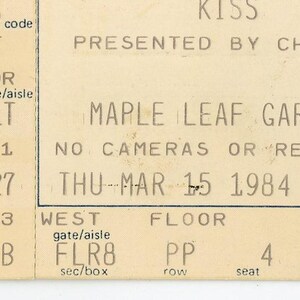 KISS
code
PRESENTED BY CH
OR
e/aisle
LT MAPLE LEAF GAR
1 NO CAMERAS OR RE
27 THU MAR 15 1984
3 WEST FLOOR
gate/aisle
B FLR8 PP 4
sec/box row seat